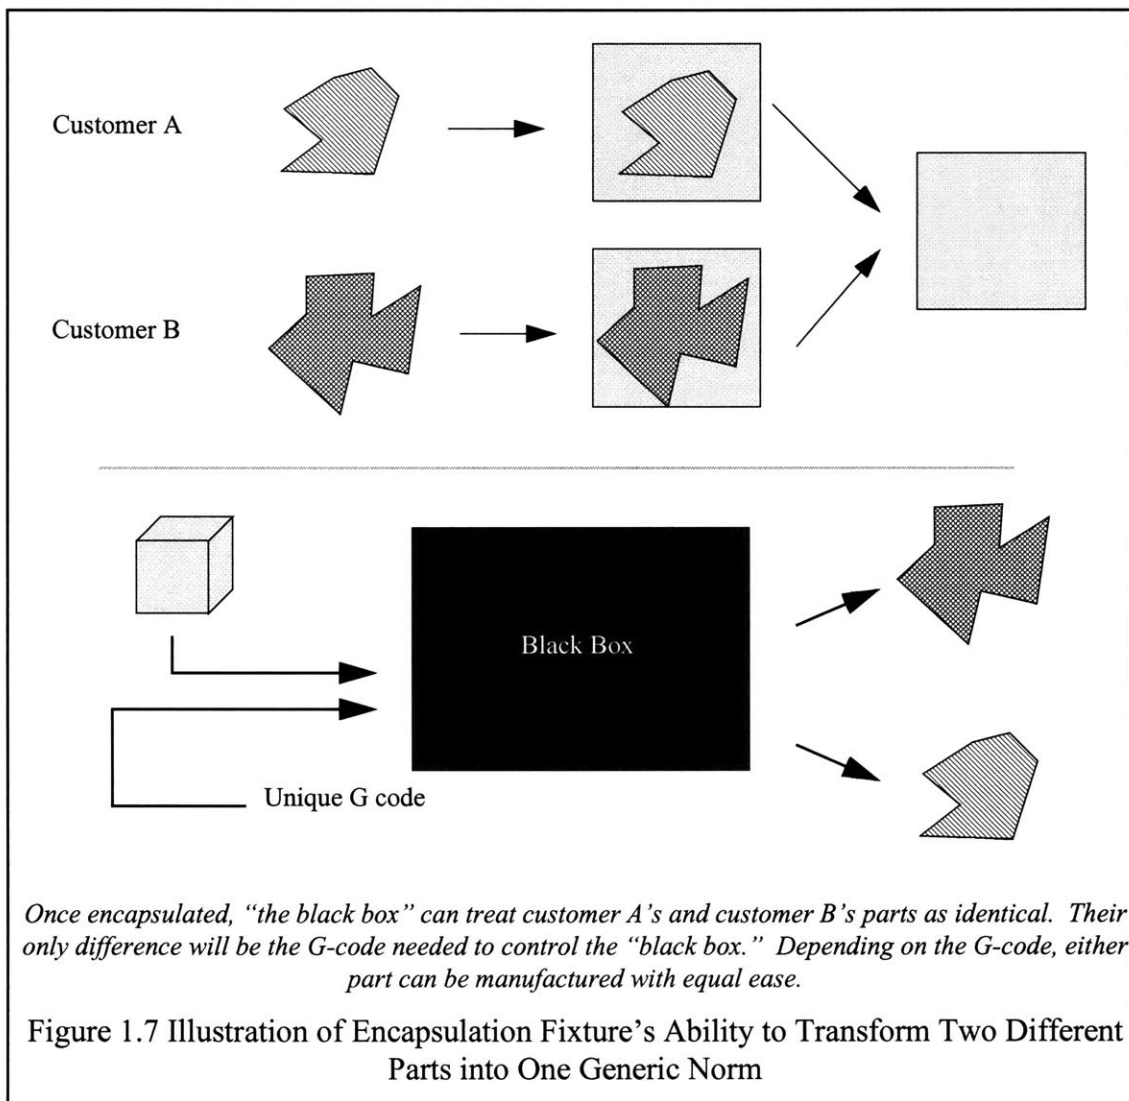 Customer A
Customer B
Black Box
Unique G code
Once encapsulated, “the black box” can treat customer A’s and customer B’s parts as identical.  Their
only difference will be the G-code needed to control the “black box.”  Depending on the G-code, either
part can be manufactured with equal ease.
Figure 1.7 Illustration of Encapsulation Fixture’s Ability to Transform Two Different
Parts into One Generic Norm